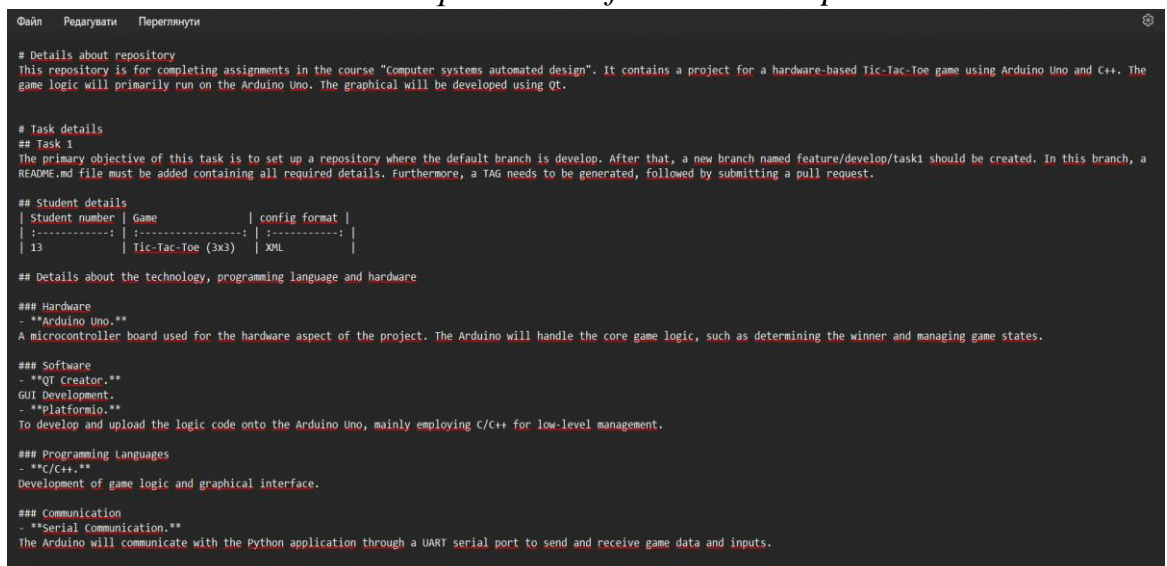 Файл Редагувати Переглянути
# Details about repository
This repository is for completing assignments in the course "Computer systems automated design". It contains a project for a hardware-based Tic-Tac-Toe game using Arduino Uno and C++. The
game logic will primarily run on the Arduino Uno. The graphical will be developed using Qt.
# Task details
## Task 1
The primary objective of this task is to set up a repository where the default branch is develop. After that, a new branch named feature/develop/task1 should be created. In this branch, a
README.md file must be added containing all required details. Furthermore, a TAG needs to be generated, followed by submitting a pull request.
## Student details
| Student number | Game | config format |
| :------------: | :-----------------: | :-----------: |
| 13 | Tic-Tac-Toe (3x3) | XML |
## Details about the technology, programming language and hardware
### Hardware
- **Arduino Uno.**
A microcontroller board used for the hardware aspect of the project. The Arduino will handle the core game logic, such as determining the winner and managing game states.
### Software
- **QT Creator.**
GUI Development.
- **Platformio.**
To develop and upload the logic code onto the Arduino Uno, mainly employing C/C++ for low-level management.
### Programming Languages
- **C/C++.**
Development of game logic and graphical interface.
### Communication
- **Serial Communication.**
The Arduino will communicate with the Python application through a UART serial port to send and receive game data and inputs.